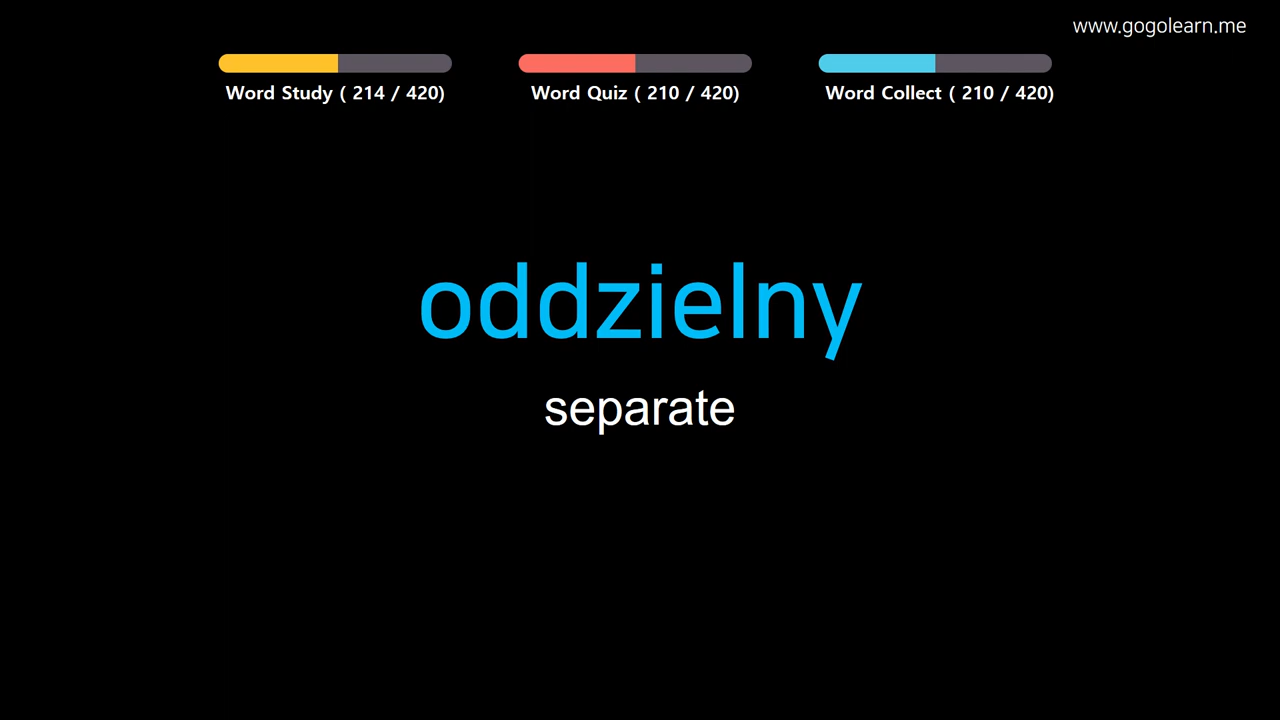 www.gogolearn.me
Word Study ( 214 / 420)
Word Quiz ( 210 / 420)
Word Collect ( 210 / 420)
oddzielny
separate